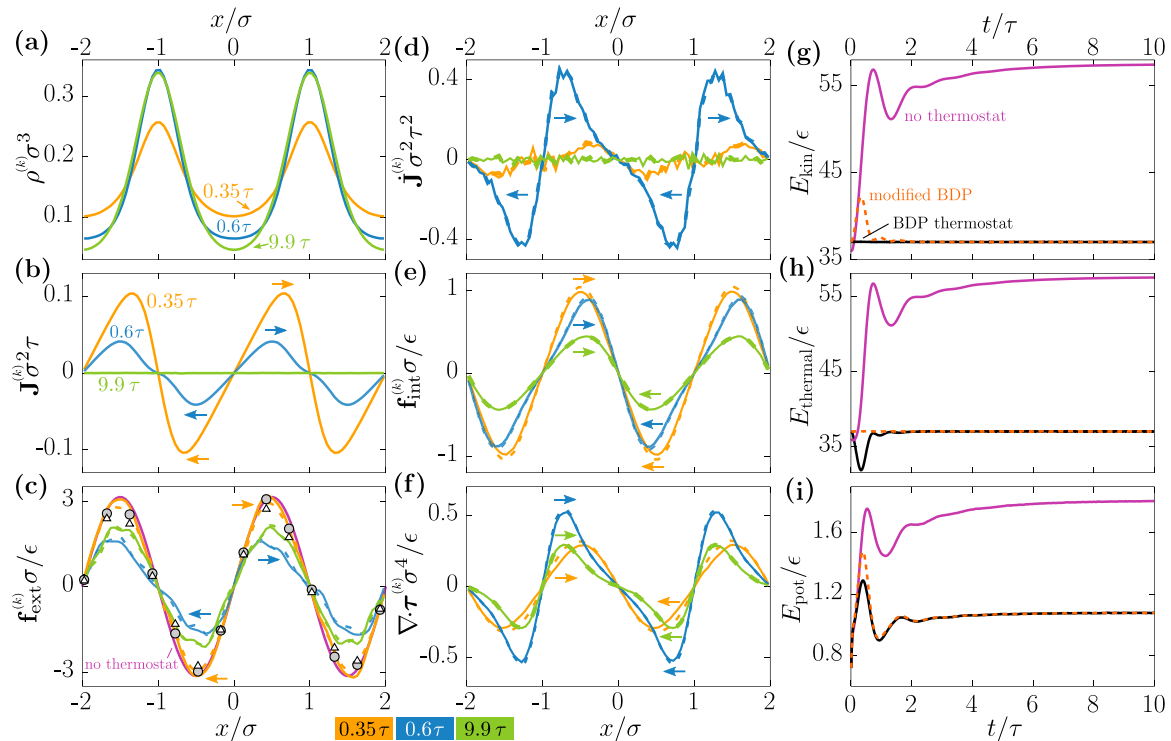 x/σ
x/σ
t/τ
(a)
-2
-1
0
1
2
ρ^(k) σ^3
0.3
0.2
0.1
0.35τ
0.6τ
9.9τ
(d)
-2
-1
0
1
2
J̇^(k) σ^2 τ^2
0.4
0
-0.4
(g)
0
2
4
6
8
10
E_kin/ϵ
55
45
35
no thermostat
modified BDP
BDP thermostat
(b)
J^(k) σ^2 τ
0.1
0
-0.1
0.35τ
0.6τ
9.9τ
(e)
f_int^(k) σ/ϵ
1
0
-1
(h)
E_thermal/ϵ
55
45
35
(c)
f_ext^(k) σ/ϵ
3
0
-3
no thermostat
-2
-1
0
1
2
x/σ
(f)
∇·τ^(k) σ^4/ϵ
0.5
0
-0.5
-2
-1
0
1
2
x/σ
(i)
E_pot/ϵ
1.6
1.2
0.8
0
2
4
6
8
10
t/τ
0.35τ 0.6τ 9.9τ